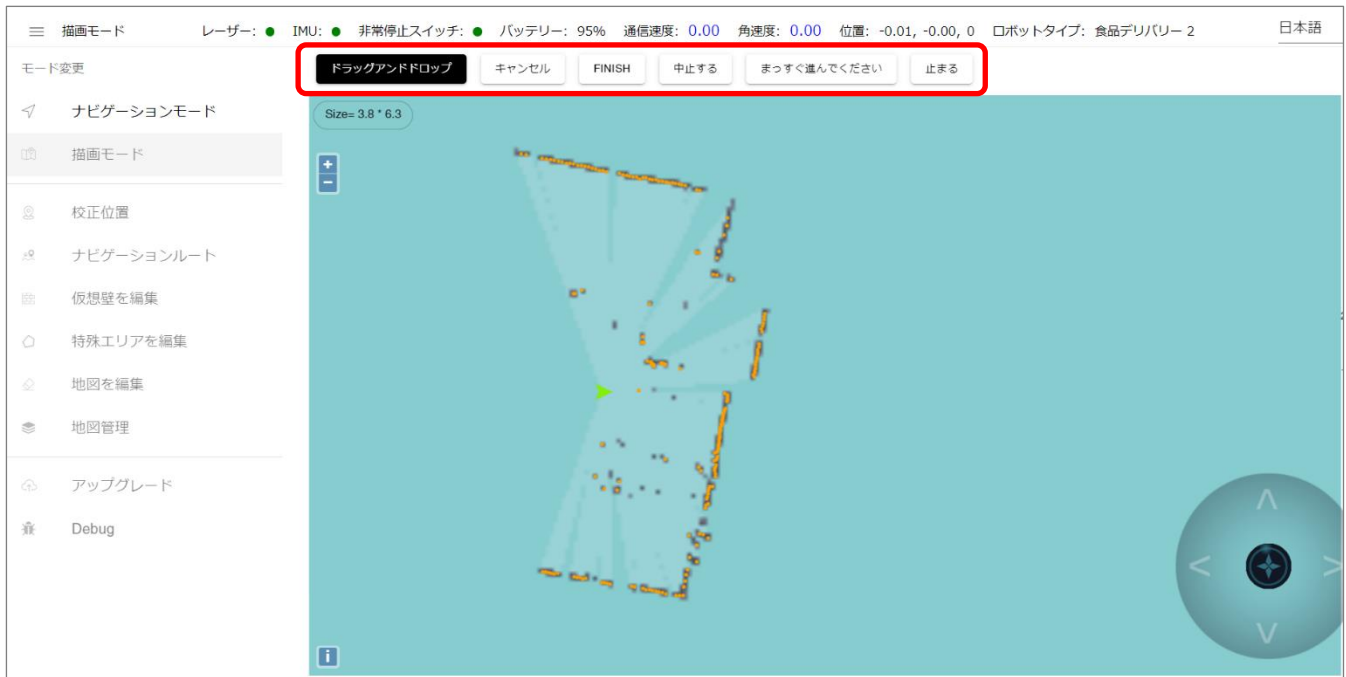 描画モード レーザー: ● IMU: ● 非常停止スイッチ: ● バッテリー: 95% 通信速度: 0.00 角速度: 0.00 位置: -0.01, -0.00, 0 ロボットタイプ: 食品デリバリー 2 日本語
モード変更
ドラッグアンドドロップ キャンセル FINISH 中止する まっすぐ進んでください 止まる
ナビゲーションモード
描画モード
校正位置
ナビゲーションルート
仮想壁を編集
特殊エリアを編集
地図を編集
地図管理
アップグレード
Debug
Size= 3.8 * 6.3
+
−
i